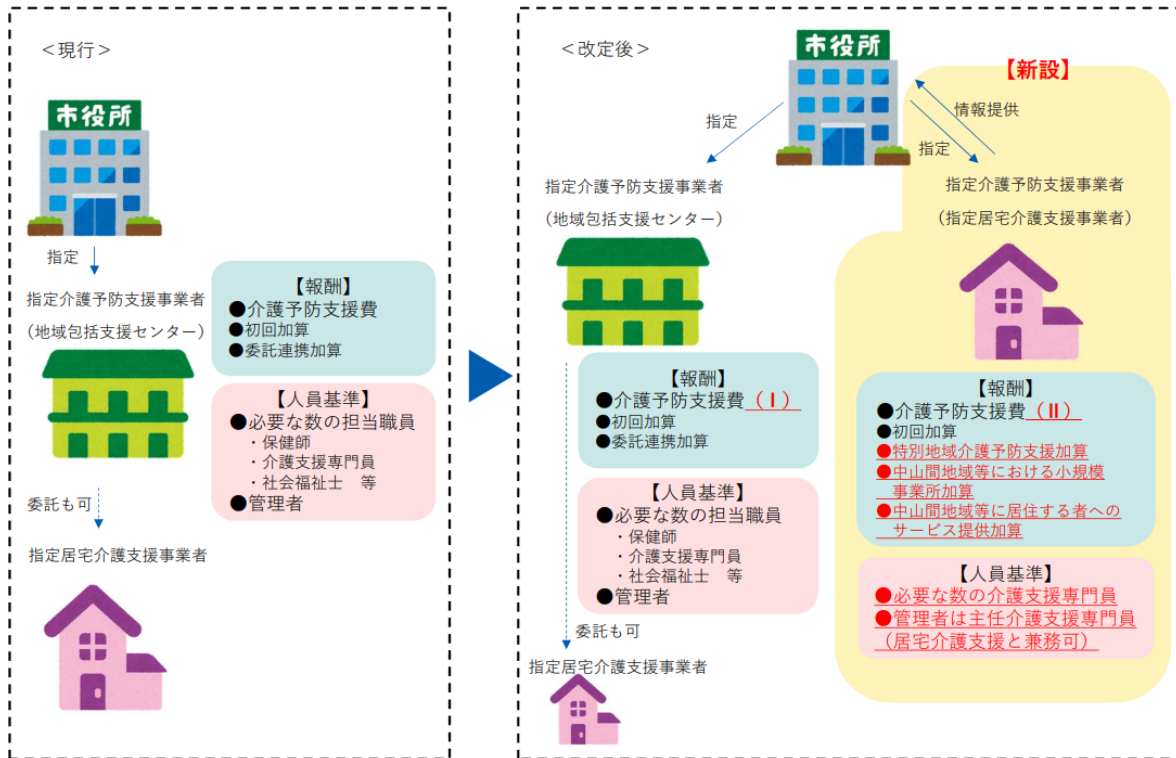 ＜現行＞
市役所
指定
指定介護予防支援事業者
（地域包括支援センター）
【報酬】
●介護予防支援費
●初回加算
●委託連携加算
【人員基準】
●必要な数の担当職員
・保健師
・介護支援専門員
・社会福祉士　等
●管理者
委託も可
指定居宅介護支援事業者
＜改定後＞
市役所
指定
指定介護予防支援事業者
（地域包括支援センター）
【報酬】
●介護予防支援費（Ⅰ）
●初回加算
●委託連携加算
【人員基準】
●必要な数の担当職員
・保健師
・介護支援専門員
・社会福祉士　等
●管理者
委託も可
指定居宅介護支援事業者
【新設】
情報提供
指定
指定介護予防支援事業者
（指定居宅介護支援事業者）
【報酬】
●介護予防支援費（Ⅱ）
●初回加算
●特別地域介護予防支援加算
●中山間地域等における小規模
事業所加算
●中山間地域等に居住する者への
サービス提供加算
【人員基準】
●必要な数の介護支援専門員
●管理者は主任介護支援専門員
（居宅介護支援と兼務可）